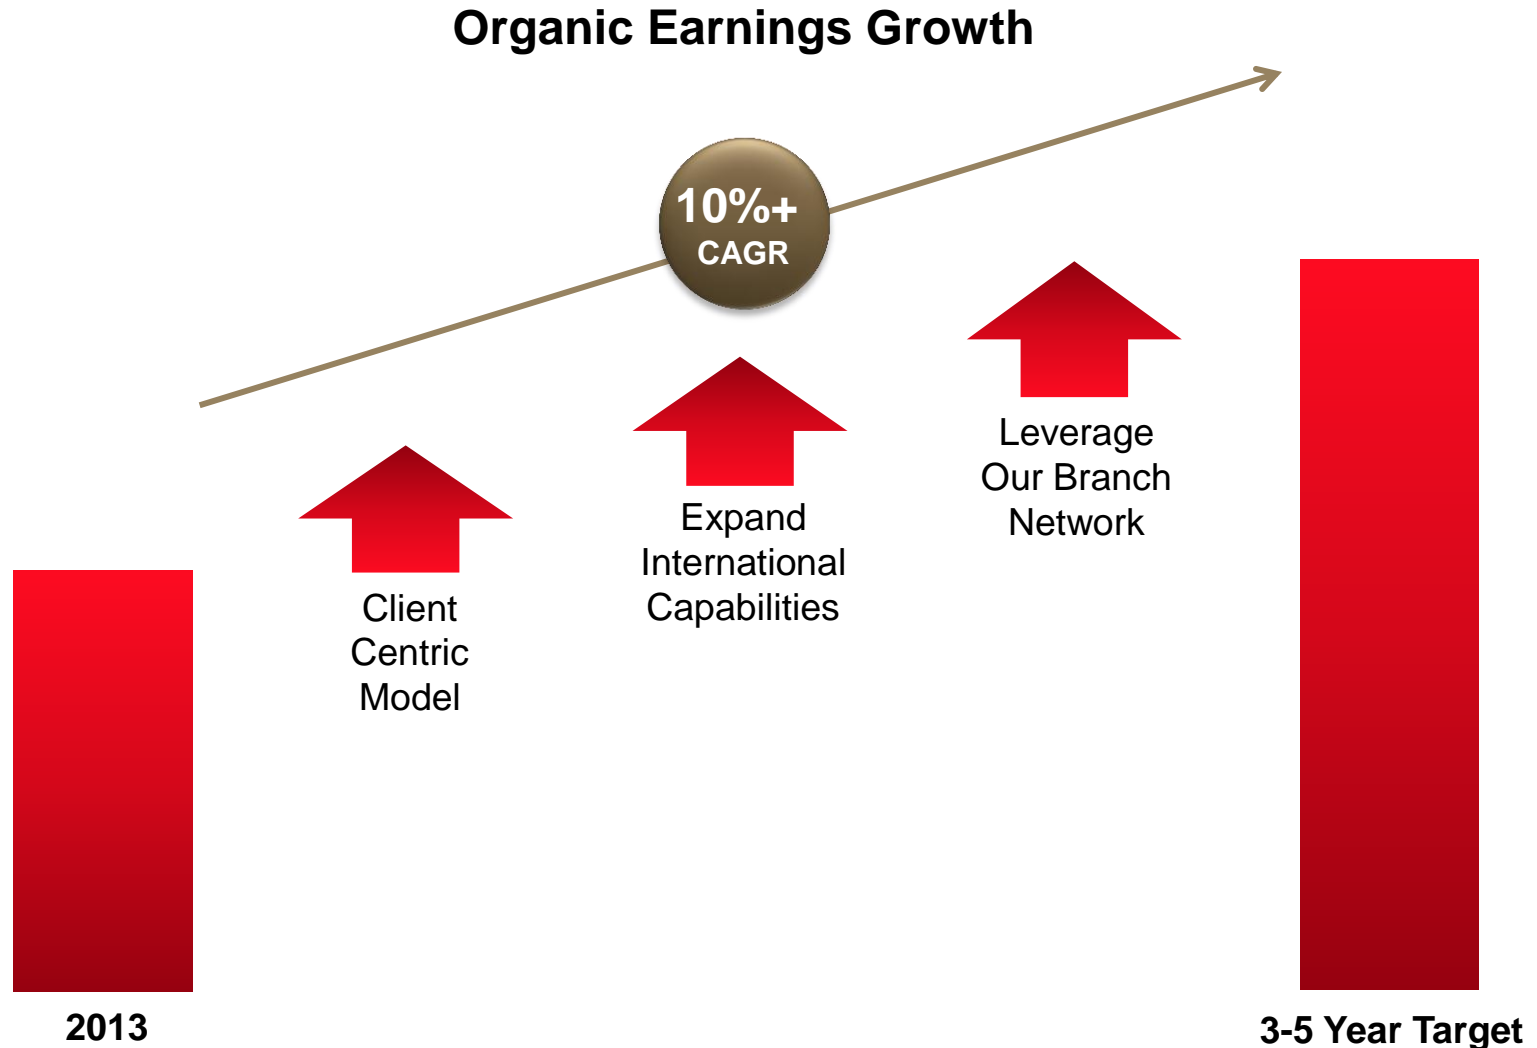 Organic Earnings Growth
10%+
CAGR
Client
Centric
Model
Expand
International
Capabilities
Leverage
Our Branch
Network
2013
3-5 Year Target